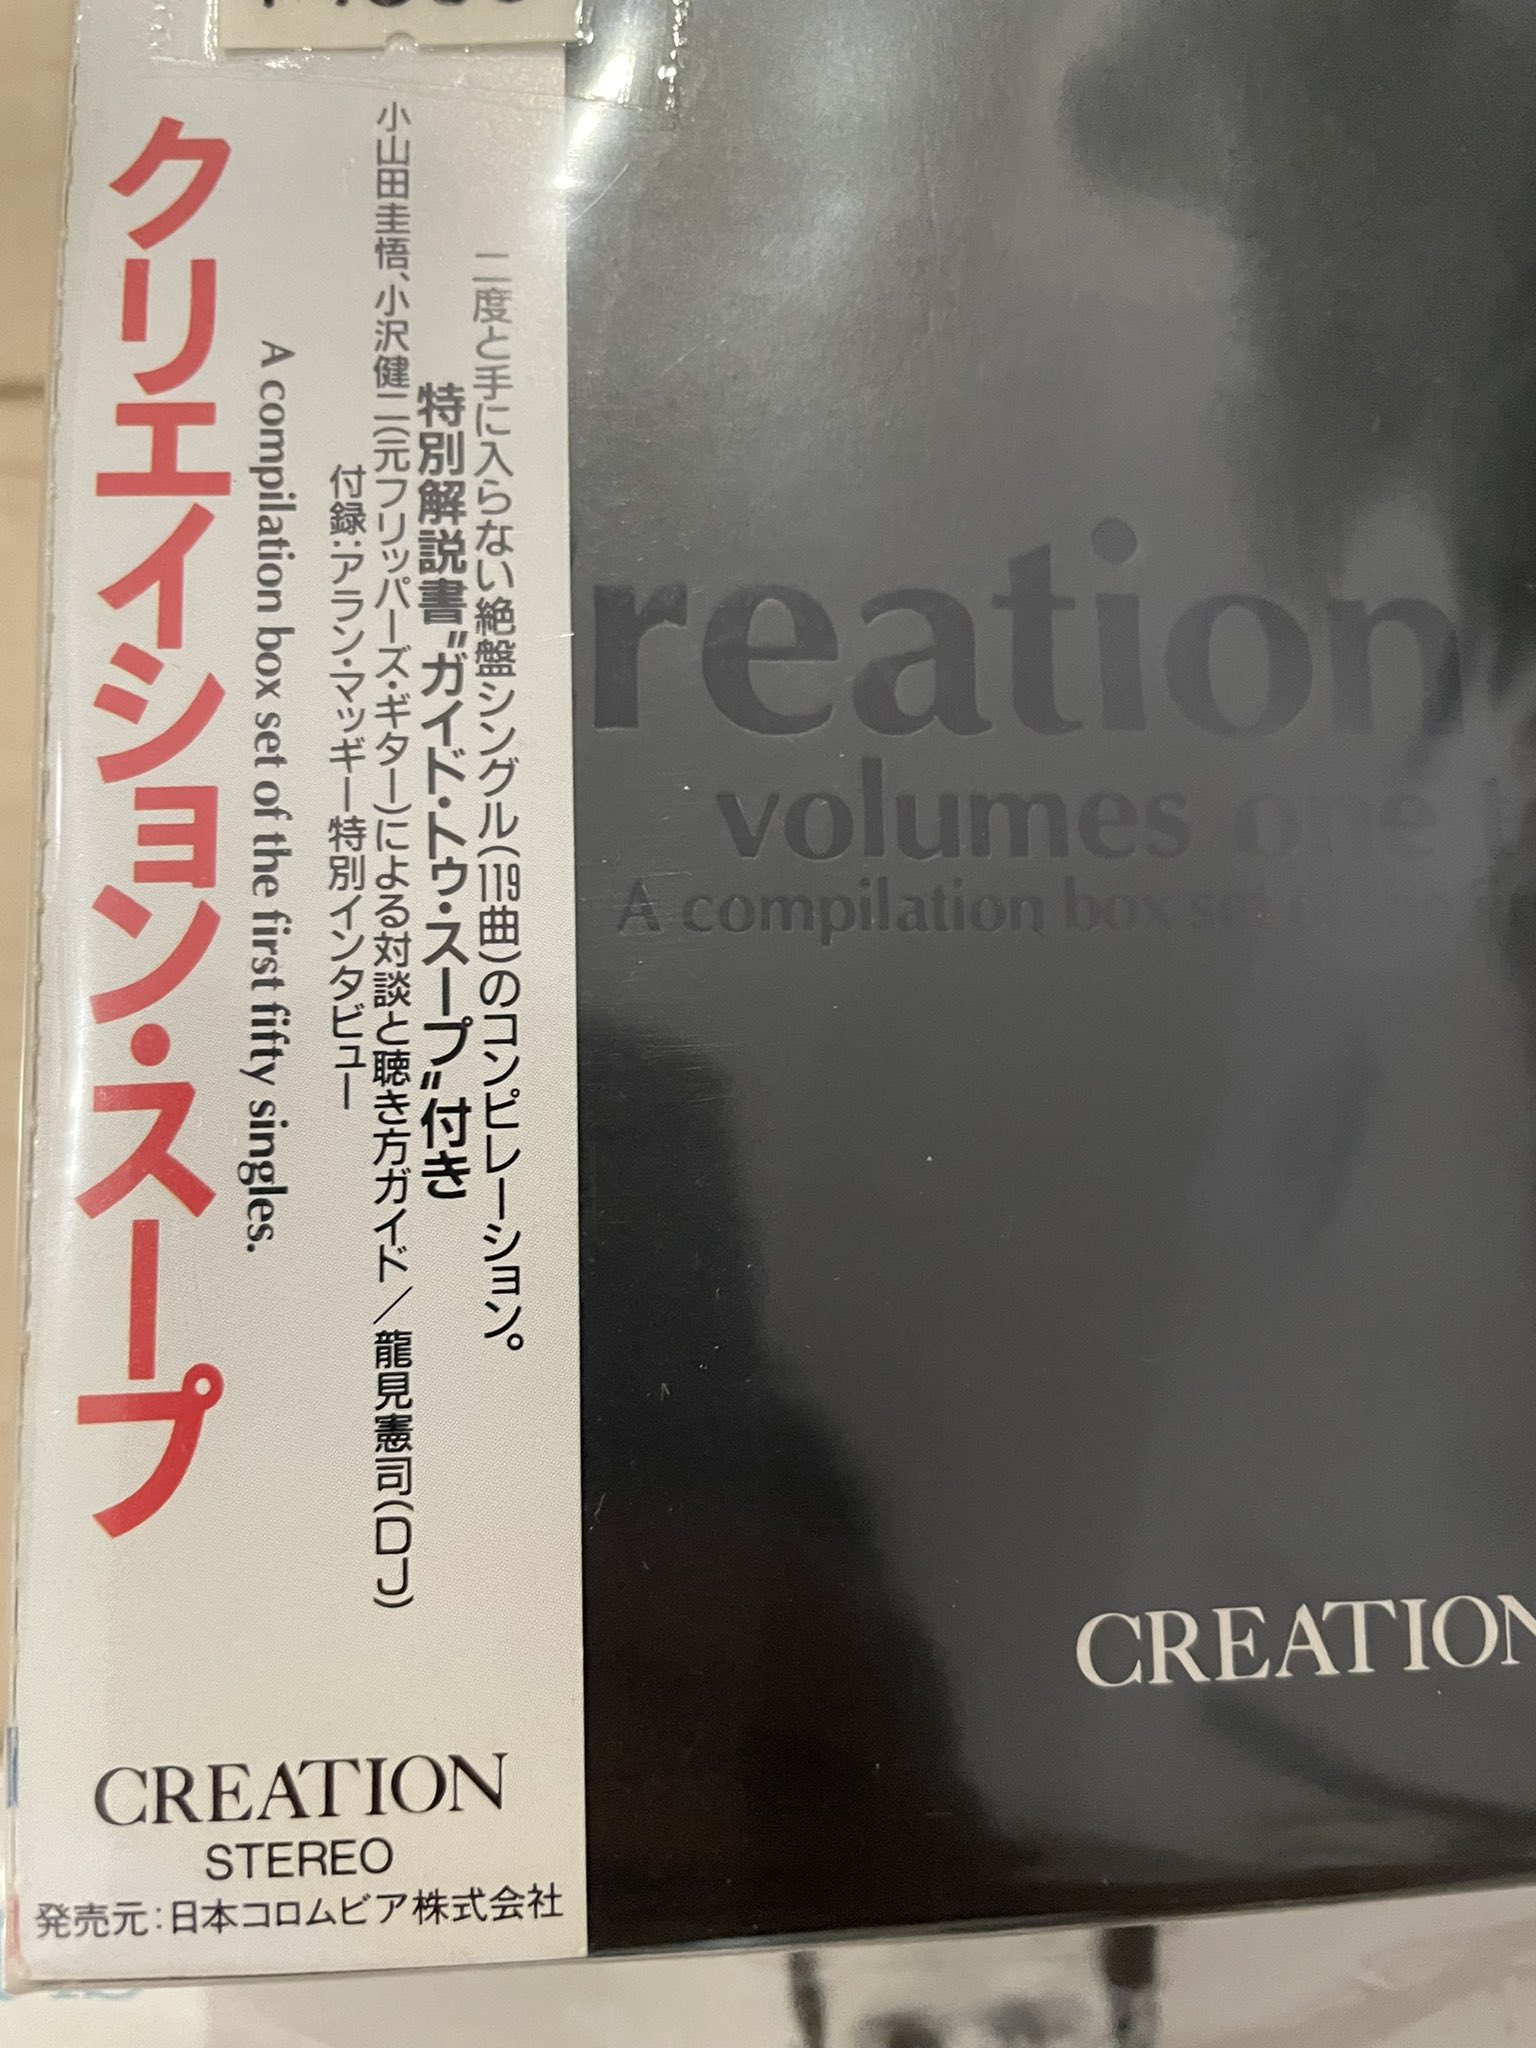 クリエイション・スープ
A compilation box set of the first fifty singles.
二度と手に入らない絶盤シングル(119曲)のコンピレーション。
特別解説書"ガイド・トゥ・スープ"付き
小山田圭悟、小沢健二(元フリッパーズ・ギター)による対談と聴き方ガイド／龍見憲司(DJ)
付録:アラン・マッギー特別インタビュー
CREATION
STEREO
発売元:日本コロムビア株式会社
reation
volumes one
A compilation box
CREATION